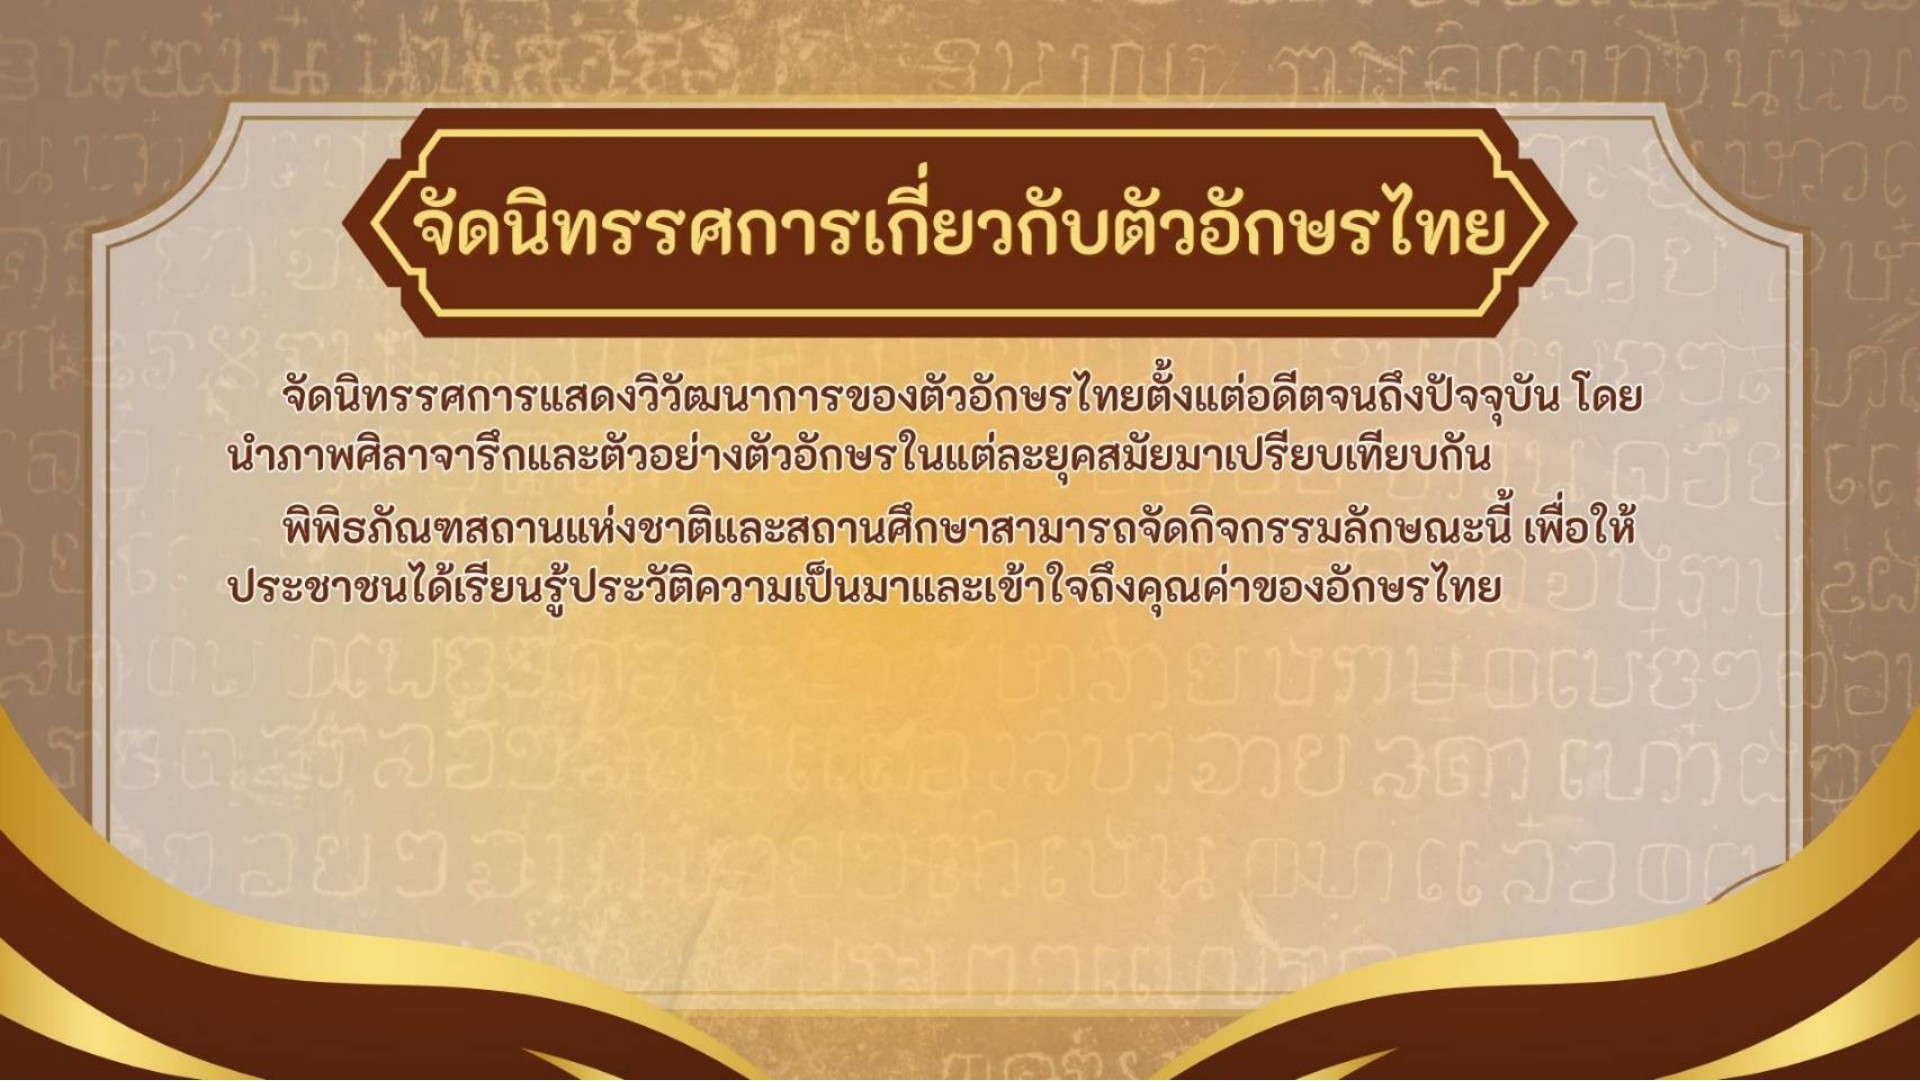 จัดนิทรรศการเกี่ยวกับตัวอักษรไทย
จัดนิทรรศการแสดงวิวัฒนาการของตัวอักษรไทยตั้งแต่อดีตจนถึงปัจจุบัน โดย
นำภาพศิลาจารึกและตัวอย่างตัวอักษรในแต่ละยุคสมัยมาเปรียบเทียบกัน
พิพิธภัณฑสถานแห่งชาติและสถานศึกษาสามารถจัดกิจกรรมลักษณะนี้ เพื่อให้
ประชาชนได้เรียนรู้ประวัติความเป็นมาและเข้าใจถึงคุณค่าของอักษรไทย